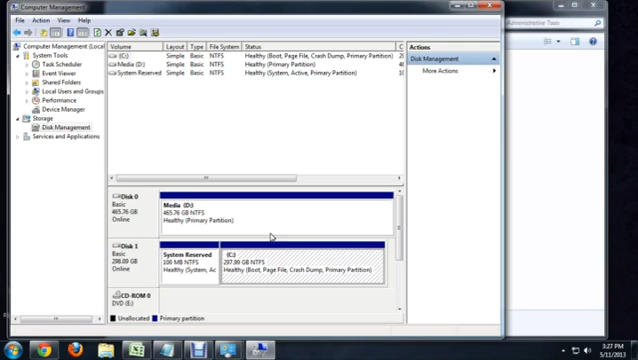 Computer Management
Administrative Tools
File Action View Help
Computer Management (Local
System Tools
Task Scheduler
Event Viewer
Shared Folders
Local Users and Groups
Performance
Device Manager
Storage
Disk Management
Services and Applications
Volume Layout Type File System Status C
(C:) Simple Basic NTFS Healthy (Boot, Page File, Crash Dump, Primary Partition)
Media (D:) Simple Basic NTFS Healthy (Primary Partition)
System Reserved Simple Basic NTFS Healthy (System, Active, Primary Partition)
Actions
Disk Management
More Actions
Disk 0
Basic
465.76 GB
Online
Media (D:)
465.76 GB NTFS
Healthy (Primary Partition)
Disk 1
Basic
Online
System Reserved
100 MB NTFS
Healthy (System, Ac
(C:)
297.99 GB NTFS
Healthy (Boot, Page File, Crash Dump, Primary Partition)
CD-ROM 0
DVD (E:)
Unallocated Primary partition
3:27 PM
5/11/2013